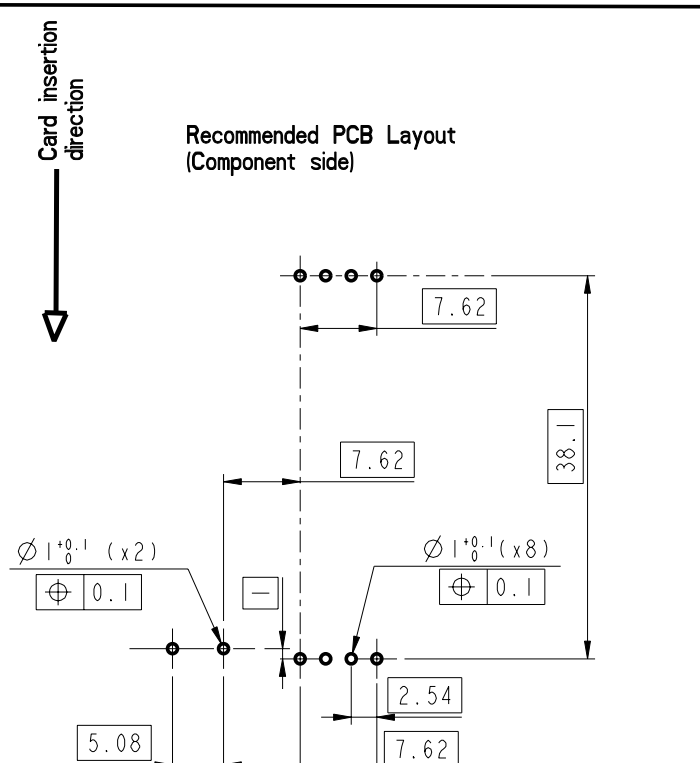 Card insertion
direction
Recommended PCB Layout
(Component side)
7.62
38.1
7.62
Ø 1 +0.1 0 (x2)
⌖ 0.1
Ø 1 +0.1 0 (x8)
⌖ 0.1
1
2.54
5.08
7.62